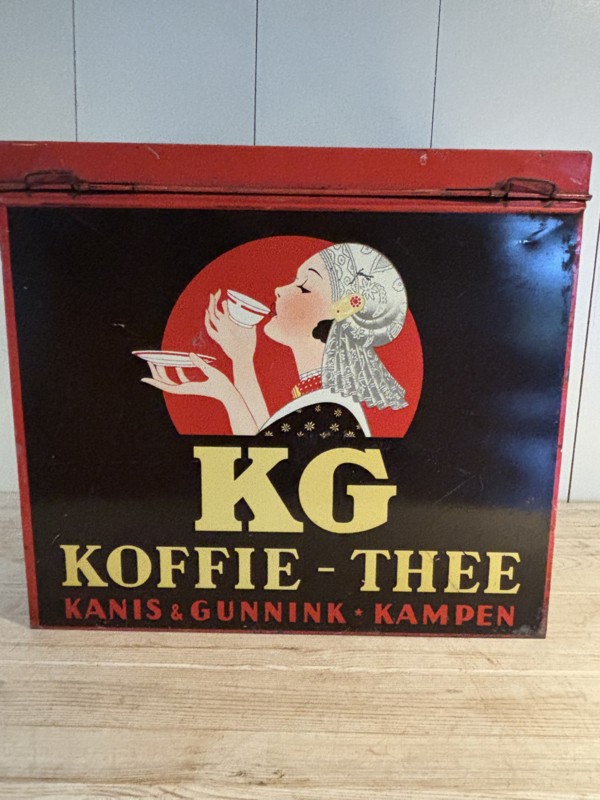 KG
KOFFIE - THEE
KANIS & GUNNINK * KAMPEN